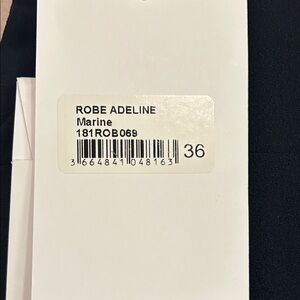 ROBE ADELINE
Marine
181ROB069
3 664841 048163 36